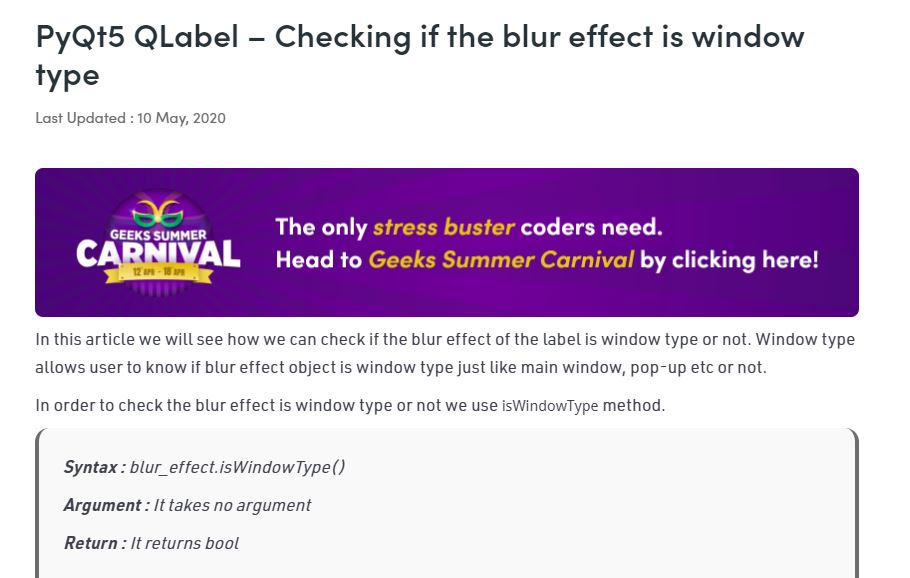 PyQt5 QLabel – Checking if the blur effect is window
type
Last Updated : 10 May, 2020
GEEKS SUMMER
CARNIVAL
12 APR - 18 APR
The only stress buster coders need.
Head to Geeks Summer Carnival by clicking here!
In this article we will see how we can check if the blur effect of the label is window type or not. Window type
allows user to know if blur effect object is window type just like main window, pop-up etc or not.
In order to check the blur effect is window type or not we use isWindowType method.
Syntax : blur_effect.isWindowType()
Argument : It takes no argument
Return : It returns bool